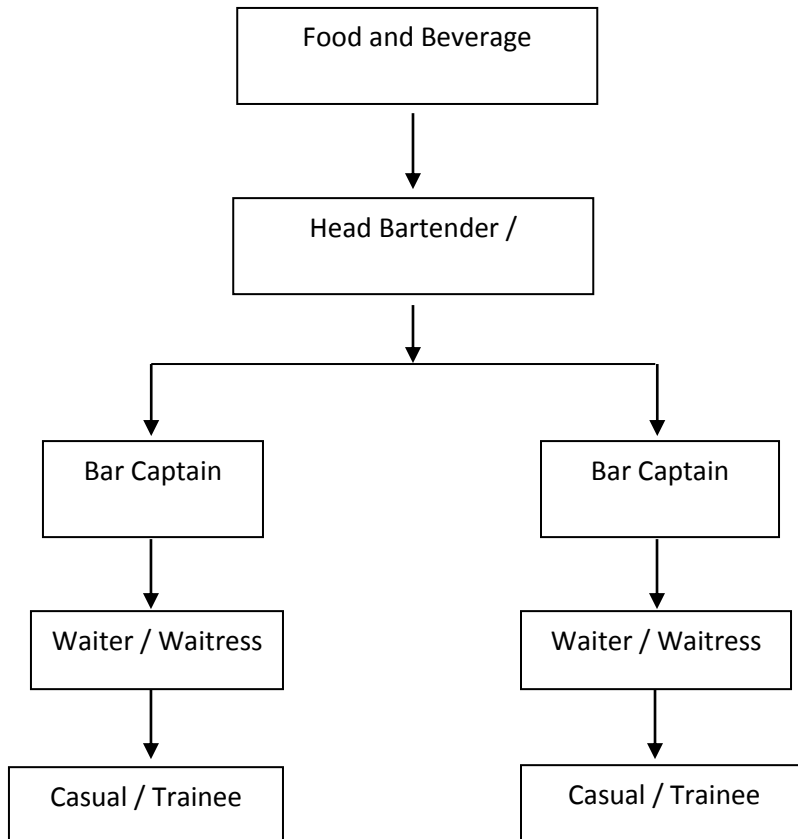 Food and Beverage
Head Bartender /
Bar Captain
Bar Captain
Waiter / Waitress
Waiter / Waitress
Casual / Trainee
Casual / Trainee